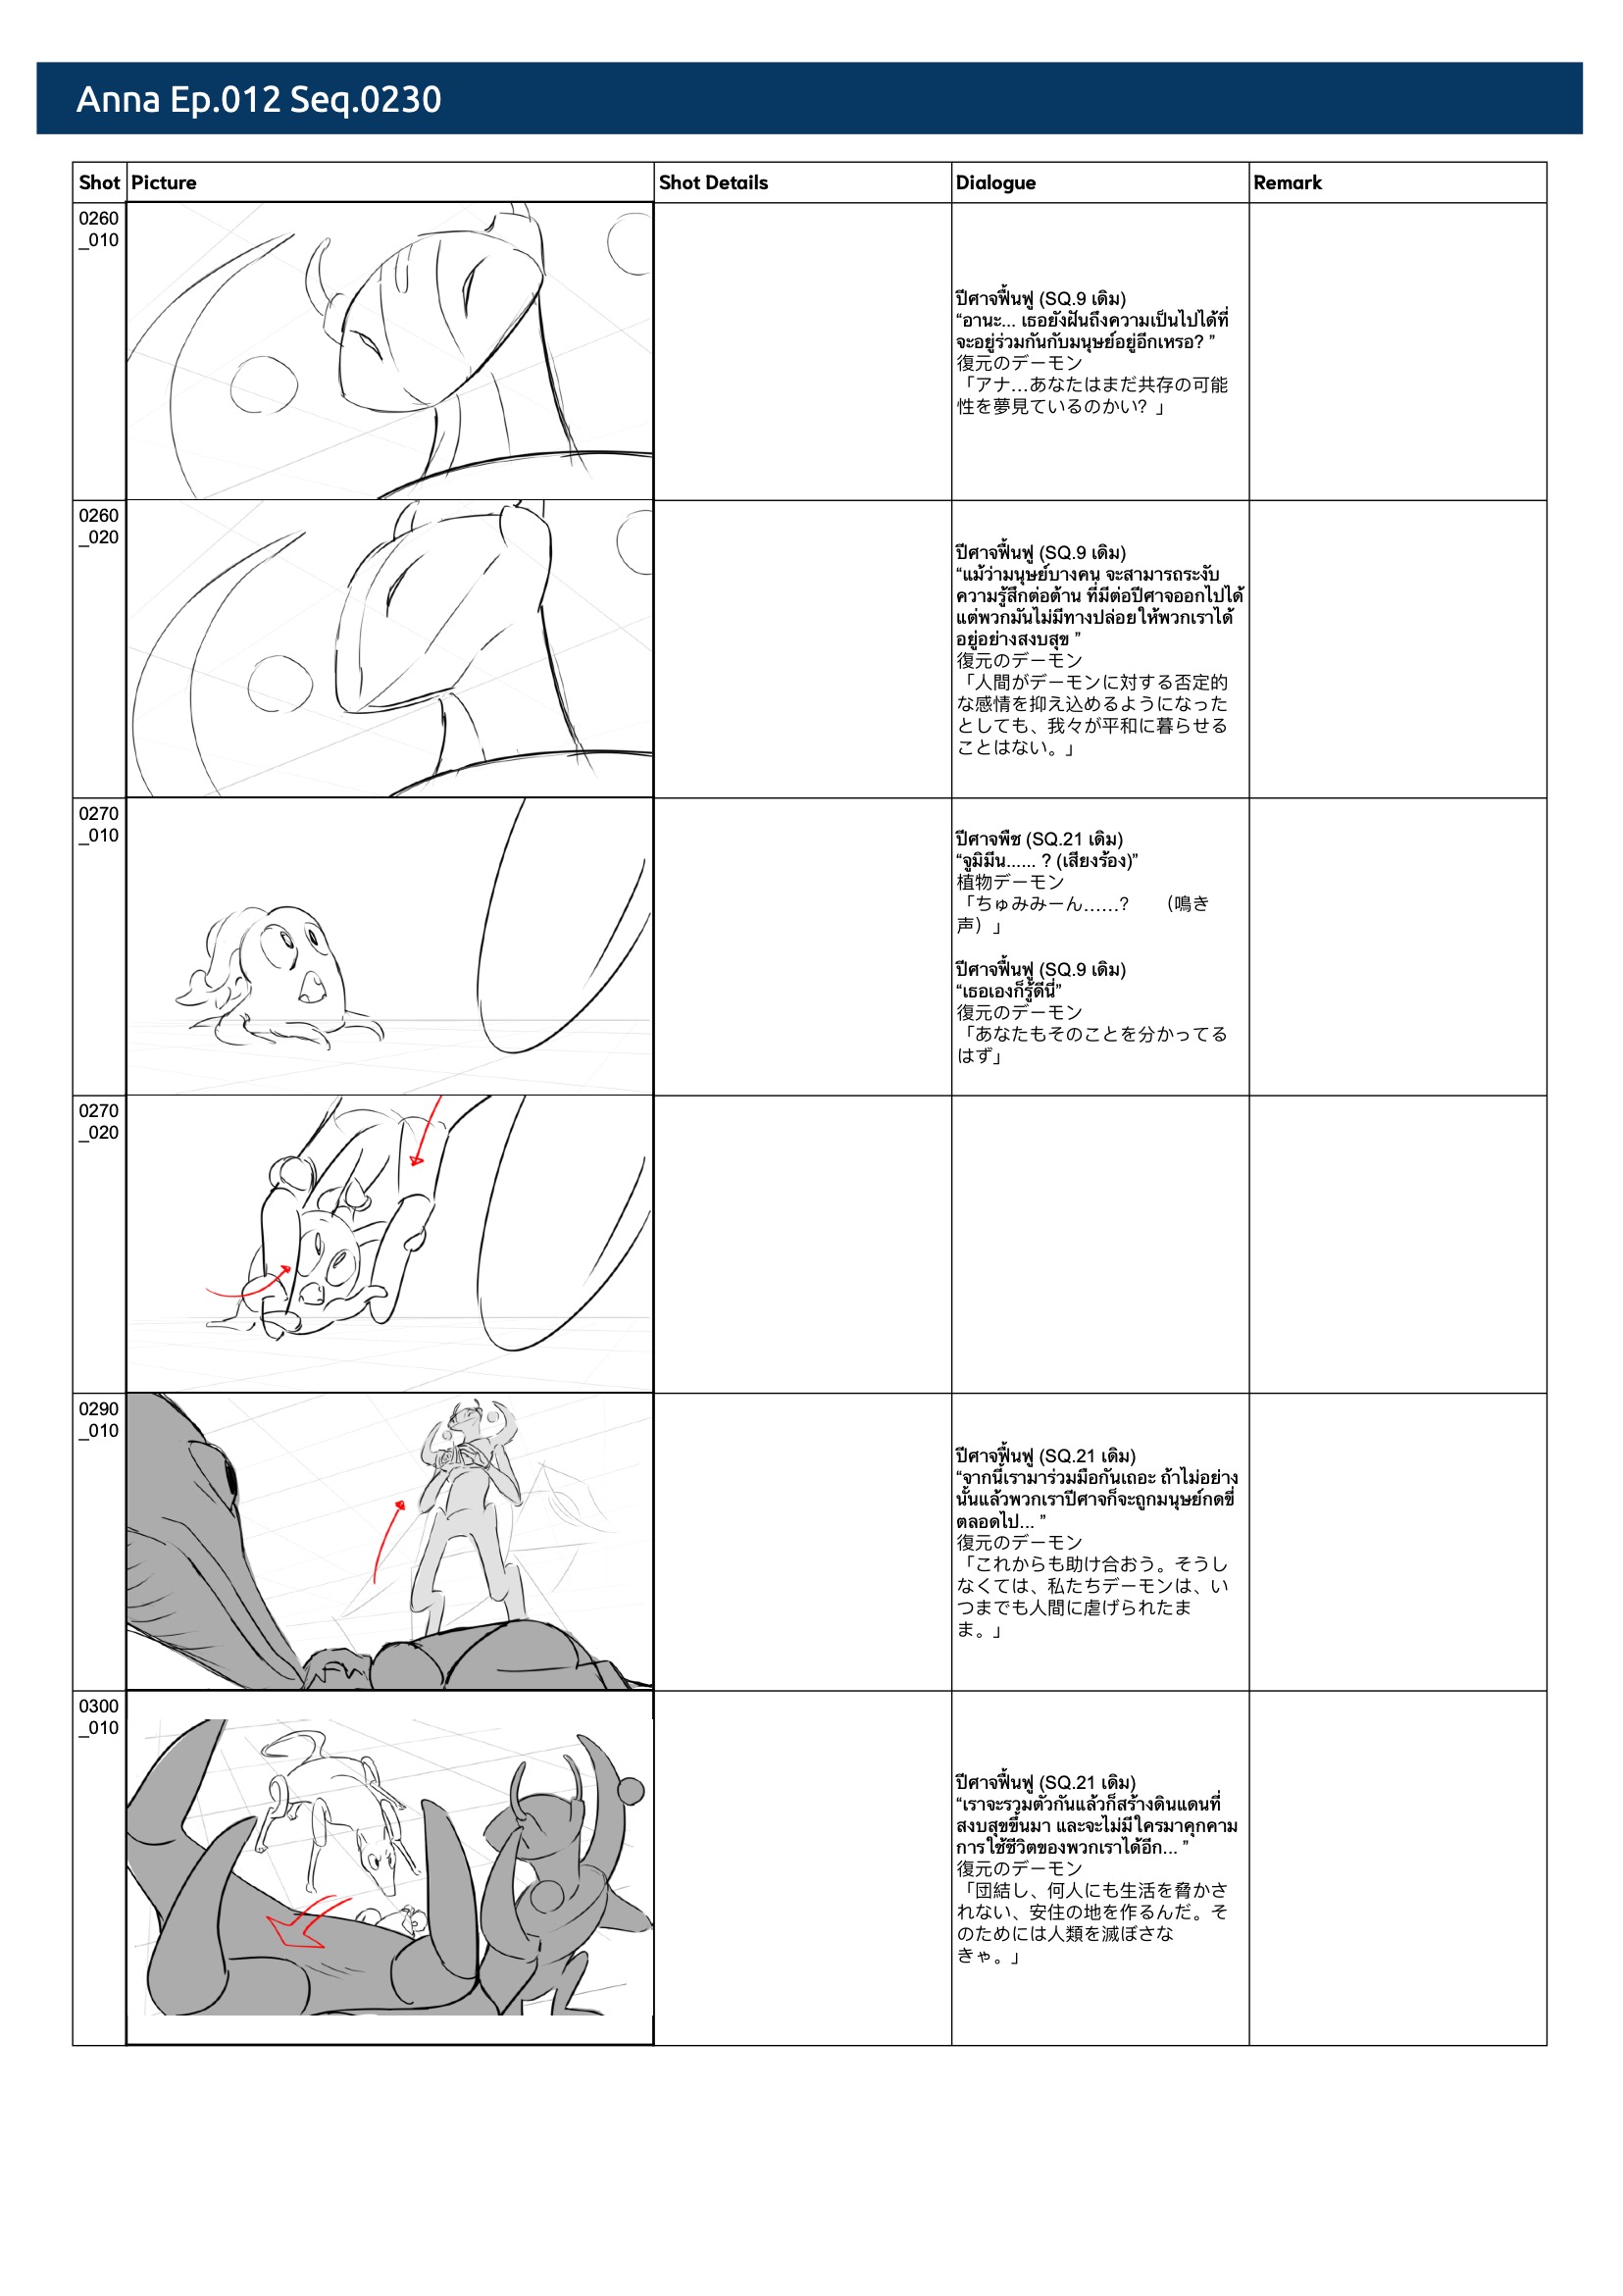 Anna Ep.012 Seq.0230
Shot Picture Shot Details Dialogue Remark
0260
_010
ปีศาจฟื้นฟู (SQ.9 เดิม)
“อานะ... เธอยังฝันถึงความเป็นไปได้ที่
จะอยู่ร่วมกันกับมนุษย์อยู่อีกเหรอ? ”
復元のデーモン
「アナ…あなたはまだ共存の可能
性を夢見ているのかい？」
0260
_020
ปีศาจฟื้นฟู (SQ.9 เดิม)
“แม้ว่ามนุษย์บางคน จะสามารถระงับ
ความรู้สึกต่อต้าน ที่มีต่อปีศาจออกไปได้
แต่พวกมันไม่มีทางปล่อยให้พวกเราได้
อยู่อย่างสงบสุข ”
復元のデーモン
「人間がデーモンに対する否定的
な感情を抑え込めるようになった
としても、我々が平和に暮らせる
ことはない。」
0270
_010
ปีศาจพืช (SQ.21 เดิม)
“จูมิมีน...... ? (เสียงร้อง)”
植物デーモン
「ちゅみみーん……?　（鳴き
声）」
ปีศาจฟื้นฟู (SQ.9 เดิม)
“เธอเองก็รู้ดีนี่”
復元のデーモン
「あなたもそのことを分かってる
はず」
0270
_020
0290
_010
ปีศาจฟื้นฟู (SQ.21 เดิม)
“จากนี้เรามาร่วมมือกันเถอะ ถ้าไม่อย่าง
นั้นแล้วพวกเราปีศาจก็จะถูกมนุษย์กดขี่
ตลอดไป... ”
復元のデーモン
「これからも助け合おう。そうし
なくては、私たちデーモンは、い
つまでも人間に虐げられたま
ま。」
0300
_010
ปีศาจฟื้นฟู (SQ.21 เดิม)
“เราจะรวมตัวกันแล้วก็สร้างดินแดนที่
สงบสุขขึ้นมา และจะไม่มีใครมาคุกคาม
การใช้ชีวิตของพวกเราได้อีก... ”
復元のデーモン
「団結し、何人にも生活を脅かさ
れない、安住の地を作るんだ。そ
のためには人類を滅ぼさな
きゃ。」